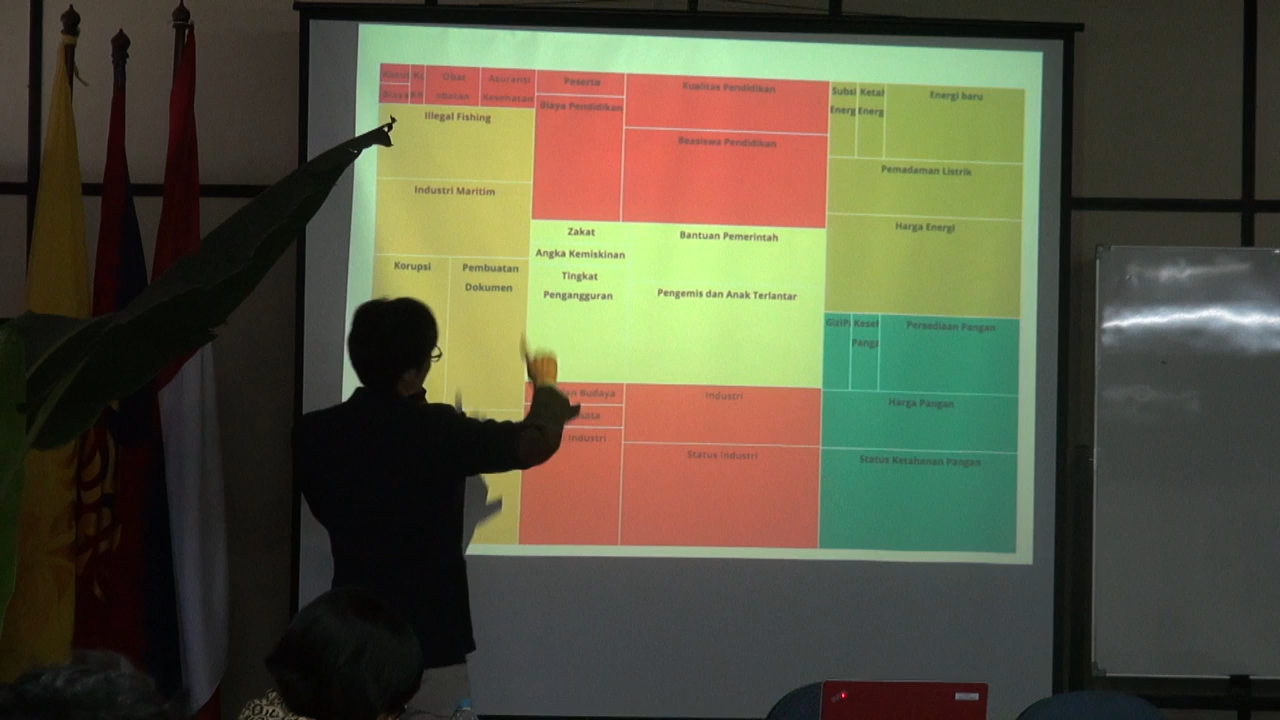 Obat
Asuransi
Kesehatan
Illegal Fishing
Industri Maritim
Korupsi
Pembuatan
Dokumen
Peserta
Biaya Pendidikan
Kualitas Pendidikan
Beasiswa Pendidikan
Zakat
Angka Kemiskinan
Tingkat
Pengangguran
Bantuan Pemerintah
Pengemis dan Anak Terlantar
Budaya
Industri
Industri
Status Industri
Subsi
Energ
Ketal
Energ
Energi baru
Pemadaman Listrik
Harga Energi
Panga
Persediaan Pangan
Harga Pangan
Status Ketahanan Pangan